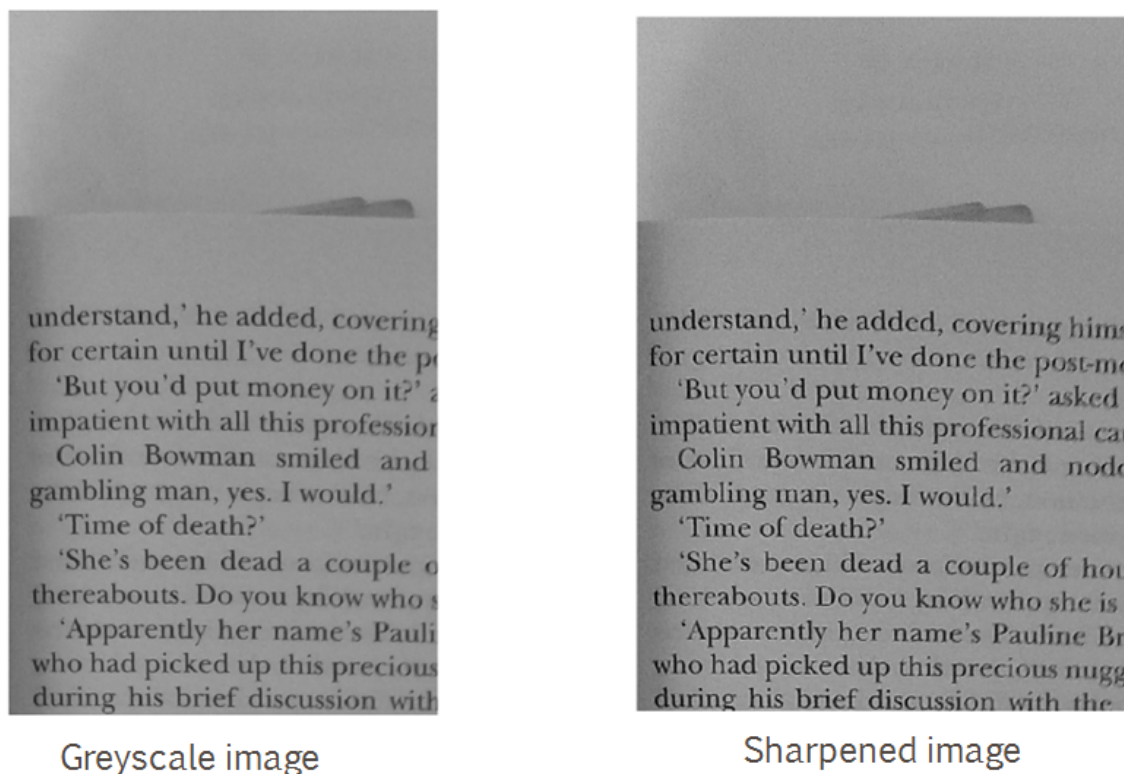 understand,' he added, covering
for certain until I've done the
'But you'd put money on it?'
impatient with all this
Colin Bowman smiled and
gambling man, yes. I would.'
'Time of death?'
'She's been dead a couple
thereabouts. Do you know who
'Apparently her name's
who had picked up this precious
during his brief discussion with
Greyscale image
understand,' he added, covering
for certain until I've done the
'But you'd put money on it?' asked
impatient with all this professional
Colin Bowman smiled and
gambling man, yes. I would.'
'Time of death?'
'She's been dead a couple of
thereabouts. Do you know who she is
'Apparently her name's Pauline
who had picked up this precious
during his brief discussion with the
Sharpened image